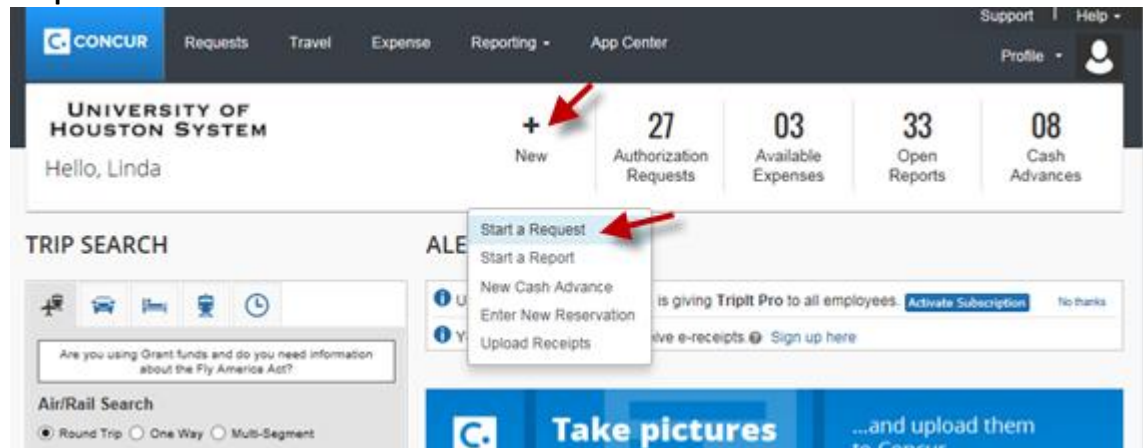 Support | Help
C. CONCUR Requests Travel Expense Reporting App Center
Profile
UNIVERSITY OF
HOUSTON SYSTEM
Hello, Linda
+
New
27
Authorization
Requests
03
Available
Expenses
33
Open
Reports
08
Cash
Advances
Start a Request
Start a Report
New Cash Advance
Enter New Reservation
Upload Receipts
TRIP SEARCH
ALE
Are you using Grant funds and do you need information
about the Fly America Act?
Air/Rail Search
Round Trip One Way Multi-Segment
U is giving TripIt Pro to all employees. Activate Subscription No thanks
Y ive e-receipts Sign up here
C.
Take pictures
...and upload them
to Concur